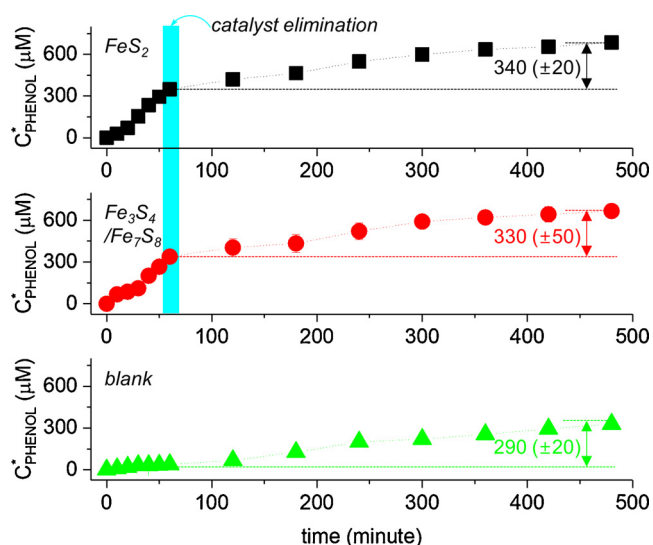 catalyst elimination
FeS2
C*PHENOL (μM)
600
300
0
340 (±20)
0 100 200 300 400 500
Fe3S4
/Fe7S8
C*PHENOL (μM)
600
300
0
330 (±50)
0 100 200 300 400 500
blank
C*PHENOL (μM)
600
300
0
290 (±20)
0 100 200 300 400 500
time (minute)